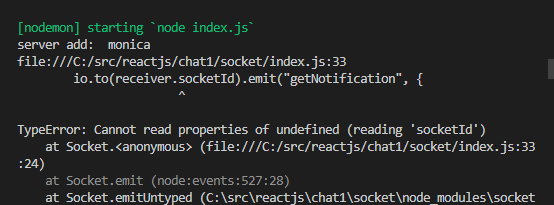 [nodemon] starting `node index.js`
server add:  monica
file:///C:/src/reactjs/chat1/socket/index.js:33
        io.to(receiver.socketId).emit("getNotification", {
                       ^
TypeError: Cannot read properties of undefined (reading 'socketId')
    at Socket.<anonymous> (file:///C:/src/reactjs/chat1/socket/index.js:33
:24)
    at Socket.emit (node:events:527:28)
    at Socket.emitUntyped (C:\src\reactjs\chat1\socket\node_modules\socket